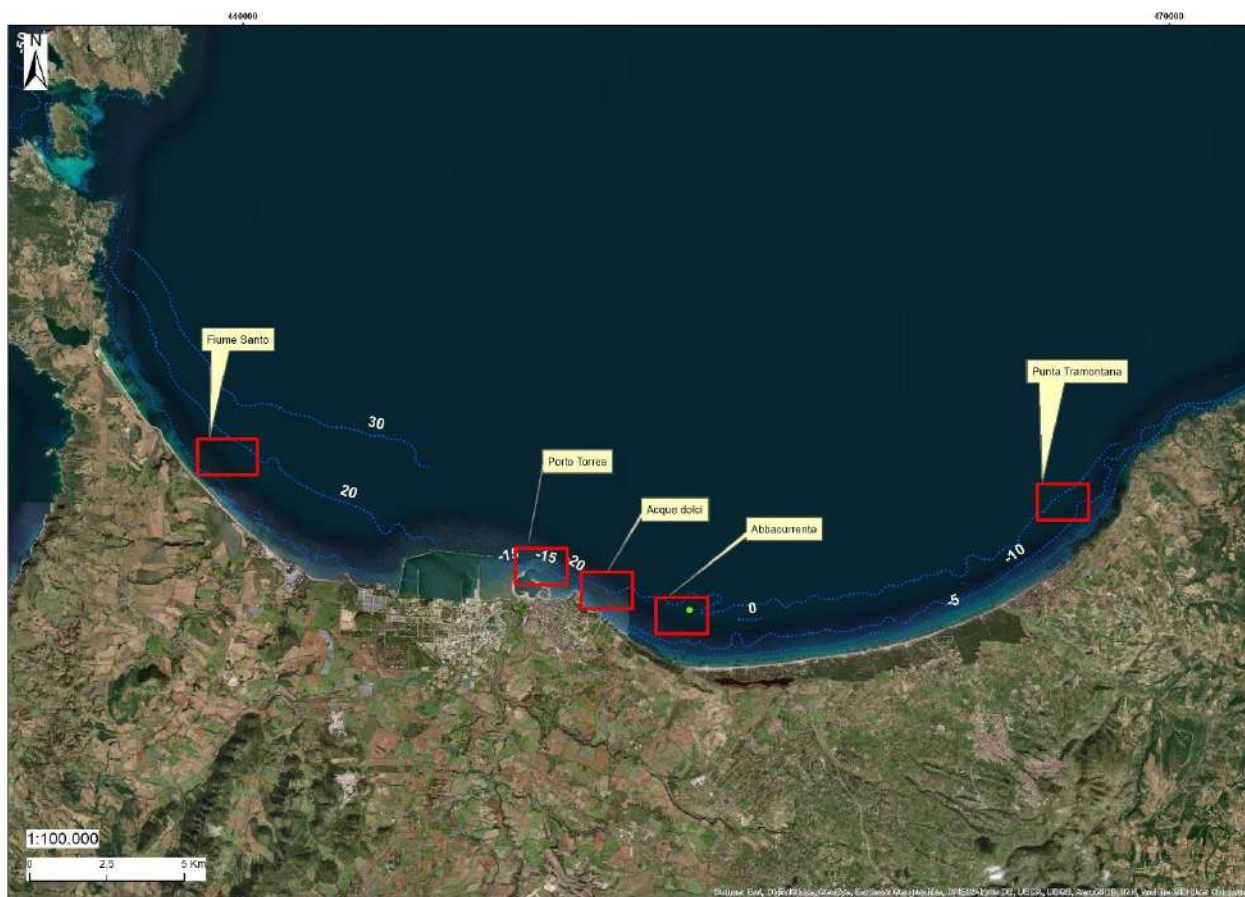 440000 470000
50
N
Fiume Santo
30
Punta Tramontana
20
Porto Torres
Acque dolci
Abbacurrente
-15 -15 -20
-10
0
-5
1:100.000
0 2,5 5 Km